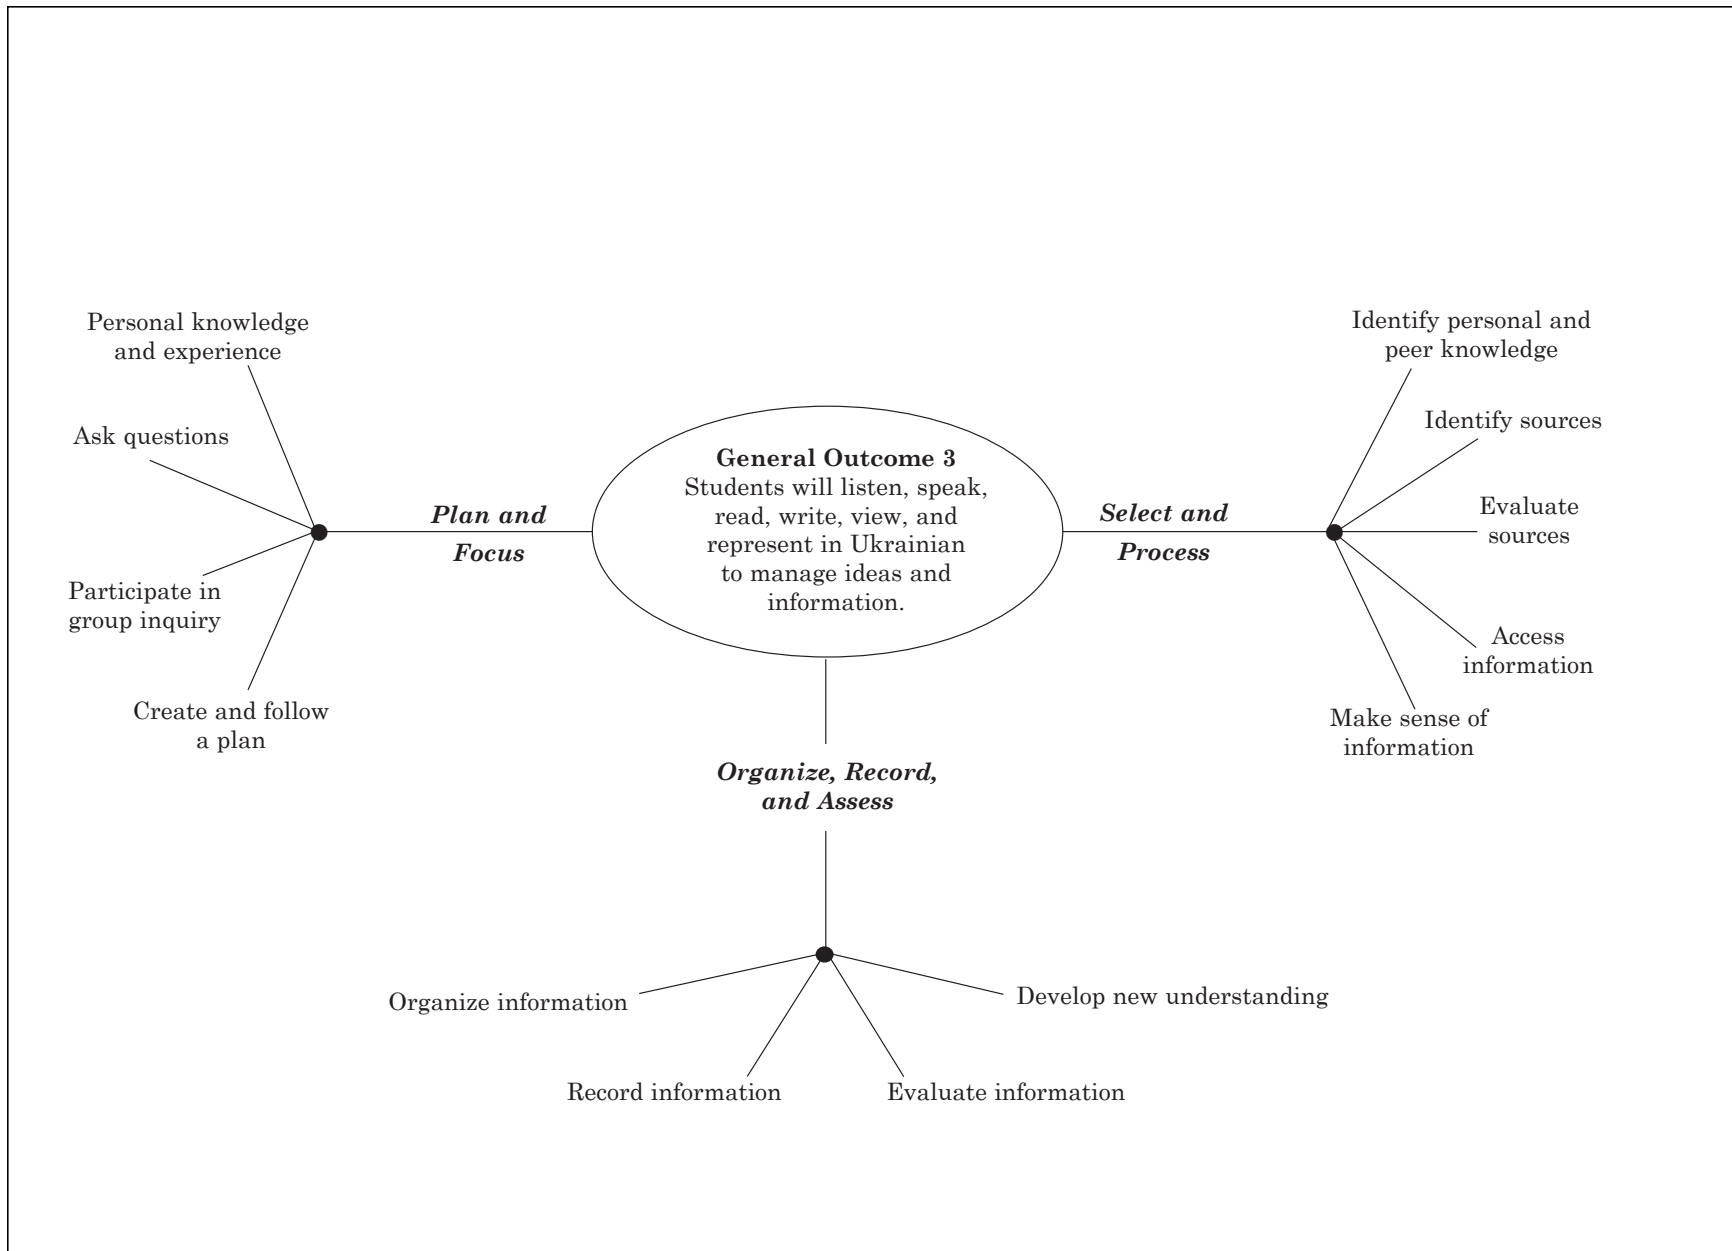 General Outcome 3
Students will listen, speak,
read, write, view, and
represent in Ukrainian
to manage ideas and
information.
Plan and
Focus
Personal knowledge
and experience
Ask questions
Participate in
group inquiry
Create and follow
a plan
Select and
Process
Identify personal and
peer knowledge
Identify sources
Evaluate
sources
Access
information
Make sense of
information
Organize, Record,
and Assess
Organize information
Record information
Evaluate information
Develop new understanding